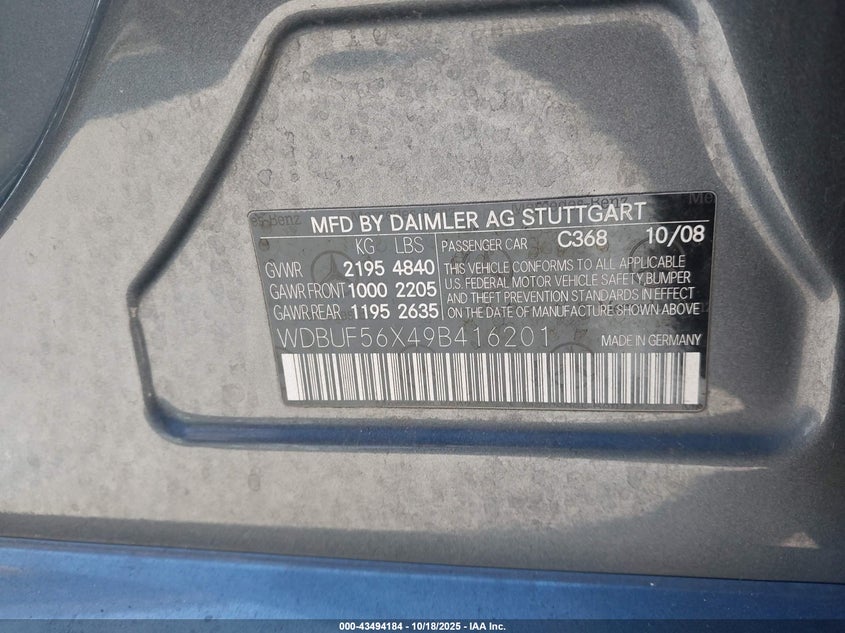 MFD BY DAIMLER AG STUTTGART
KG LBS PASSENGER CAR C368 10/08
GVWR 2195 4840 THIS VEHICLE CONFORMS TO ALL APPLICABLE
U.S. FEDERAL MOTOR VEHICLE SAFETY, BUMPER
GAWR FRONT 1000 2205 AND THEFT PREVENTION STANDARDS IN EFFECT
GAWR REAR 1195 2635 ON THE DATE OF MANUFACTURE SHOWN ABOVE
WDBUF56X49B416201 MADE IN GERMANY
000-43494184 | 10/18/2025 - IAA Inc.